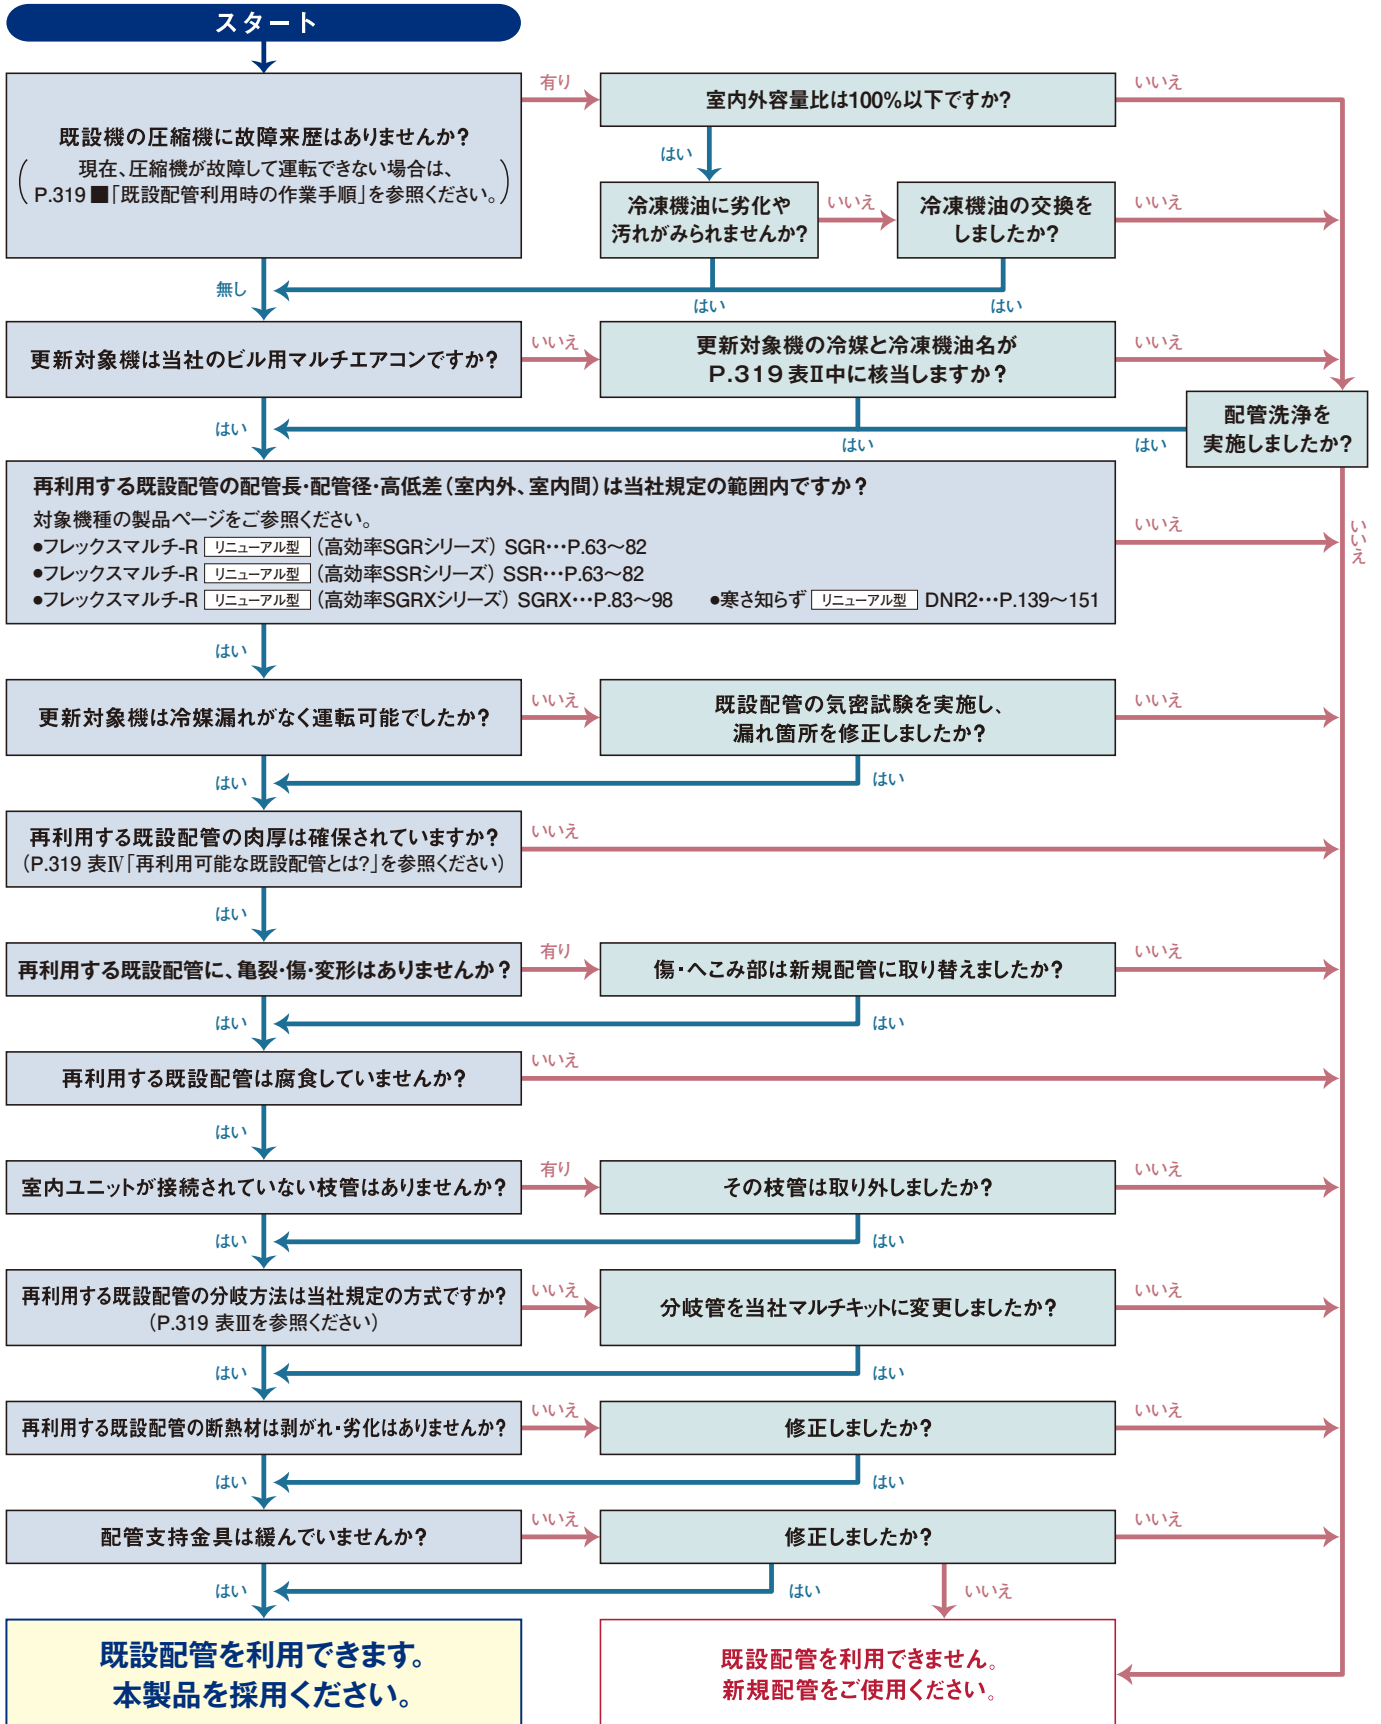 スタート
既設機の圧縮機に故障来歴はありませんか?
(現在、圧縮機が故障して運転できない場合は、
P.319 ■「既設配管利用時の作業手順」を参照ください。)
有り
室内外容量比は100%以下ですか?
いいえ
はい
冷凍機油に劣化や
汚れがみられませんか?
いいえ
冷凍機油の交換を
しましたか?
いいえ
無し
はい
はい
更新対象機は当社のビル用マルチエアコンですか?
いいえ
更新対象機の冷媒と冷凍機油名が
P.319 表Ⅱ中に核当しますか?
いいえ
配管洗浄を
実施しましたか?
はい
はい
はい
いいえ
再利用する既設配管の配管長・配管径・高低差(室内外、室内間)は当社規定の範囲内ですか?
対象機種の製品ページをご参照ください。
●フレックスマルチ-R リニューアル型 (高効率SGRシリーズ) SGR…P.63〜82
●フレックスマルチ-R リニューアル型 (高効率SSRシリーズ) SSR…P.63〜82
●フレックスマルチ-R リニューアル型 (高効率SGRXシリーズ) SGRX…P.83〜98 ●寒さ知らず リニューアル型 DNR2…P.139〜151
いいえ
はい
更新対象機は冷媒漏れがなく運転可能でしたか?
いいえ
既設配管の気密試験を実施し、
漏れ箇所を修正しましたか?
いいえ
はい
はい
再利用する既設配管の肉厚は確保されていますか?
(P.319 表Ⅳ「再利用可能な既設配管とは?」を参照ください)
いいえ
はい
再利用する既設配管に、亀裂・傷・変形はありませんか?
有り
傷・へこみ部は新規配管に取り替えましたか?
いいえ
はい
はい
再利用する既設配管は腐食していませんか?
いいえ
はい
室内ユニットが接続されていない枝管はありませんか?
有り
その枝管は取り外しましたか?
いいえ
はい
はい
再利用する既設配管の分岐方法は当社規定の方式ですか?
(P.319 表Ⅲを参照ください)
いいえ
分岐管を当社マルチキットに変更しましたか?
いいえ
はい
はい
再利用する既設配管の断熱材は剥がれ・劣化はありませんか?
いいえ
修正しましたか?
いいえ
はい
はい
配管支持金具は緩んでいませんか?
いいえ
修正しましたか?
いいえ
はい
はい
いいえ
既設配管を利用できます。
本製品を採用ください。
既設配管を利用できません。
新規配管をご使用ください。